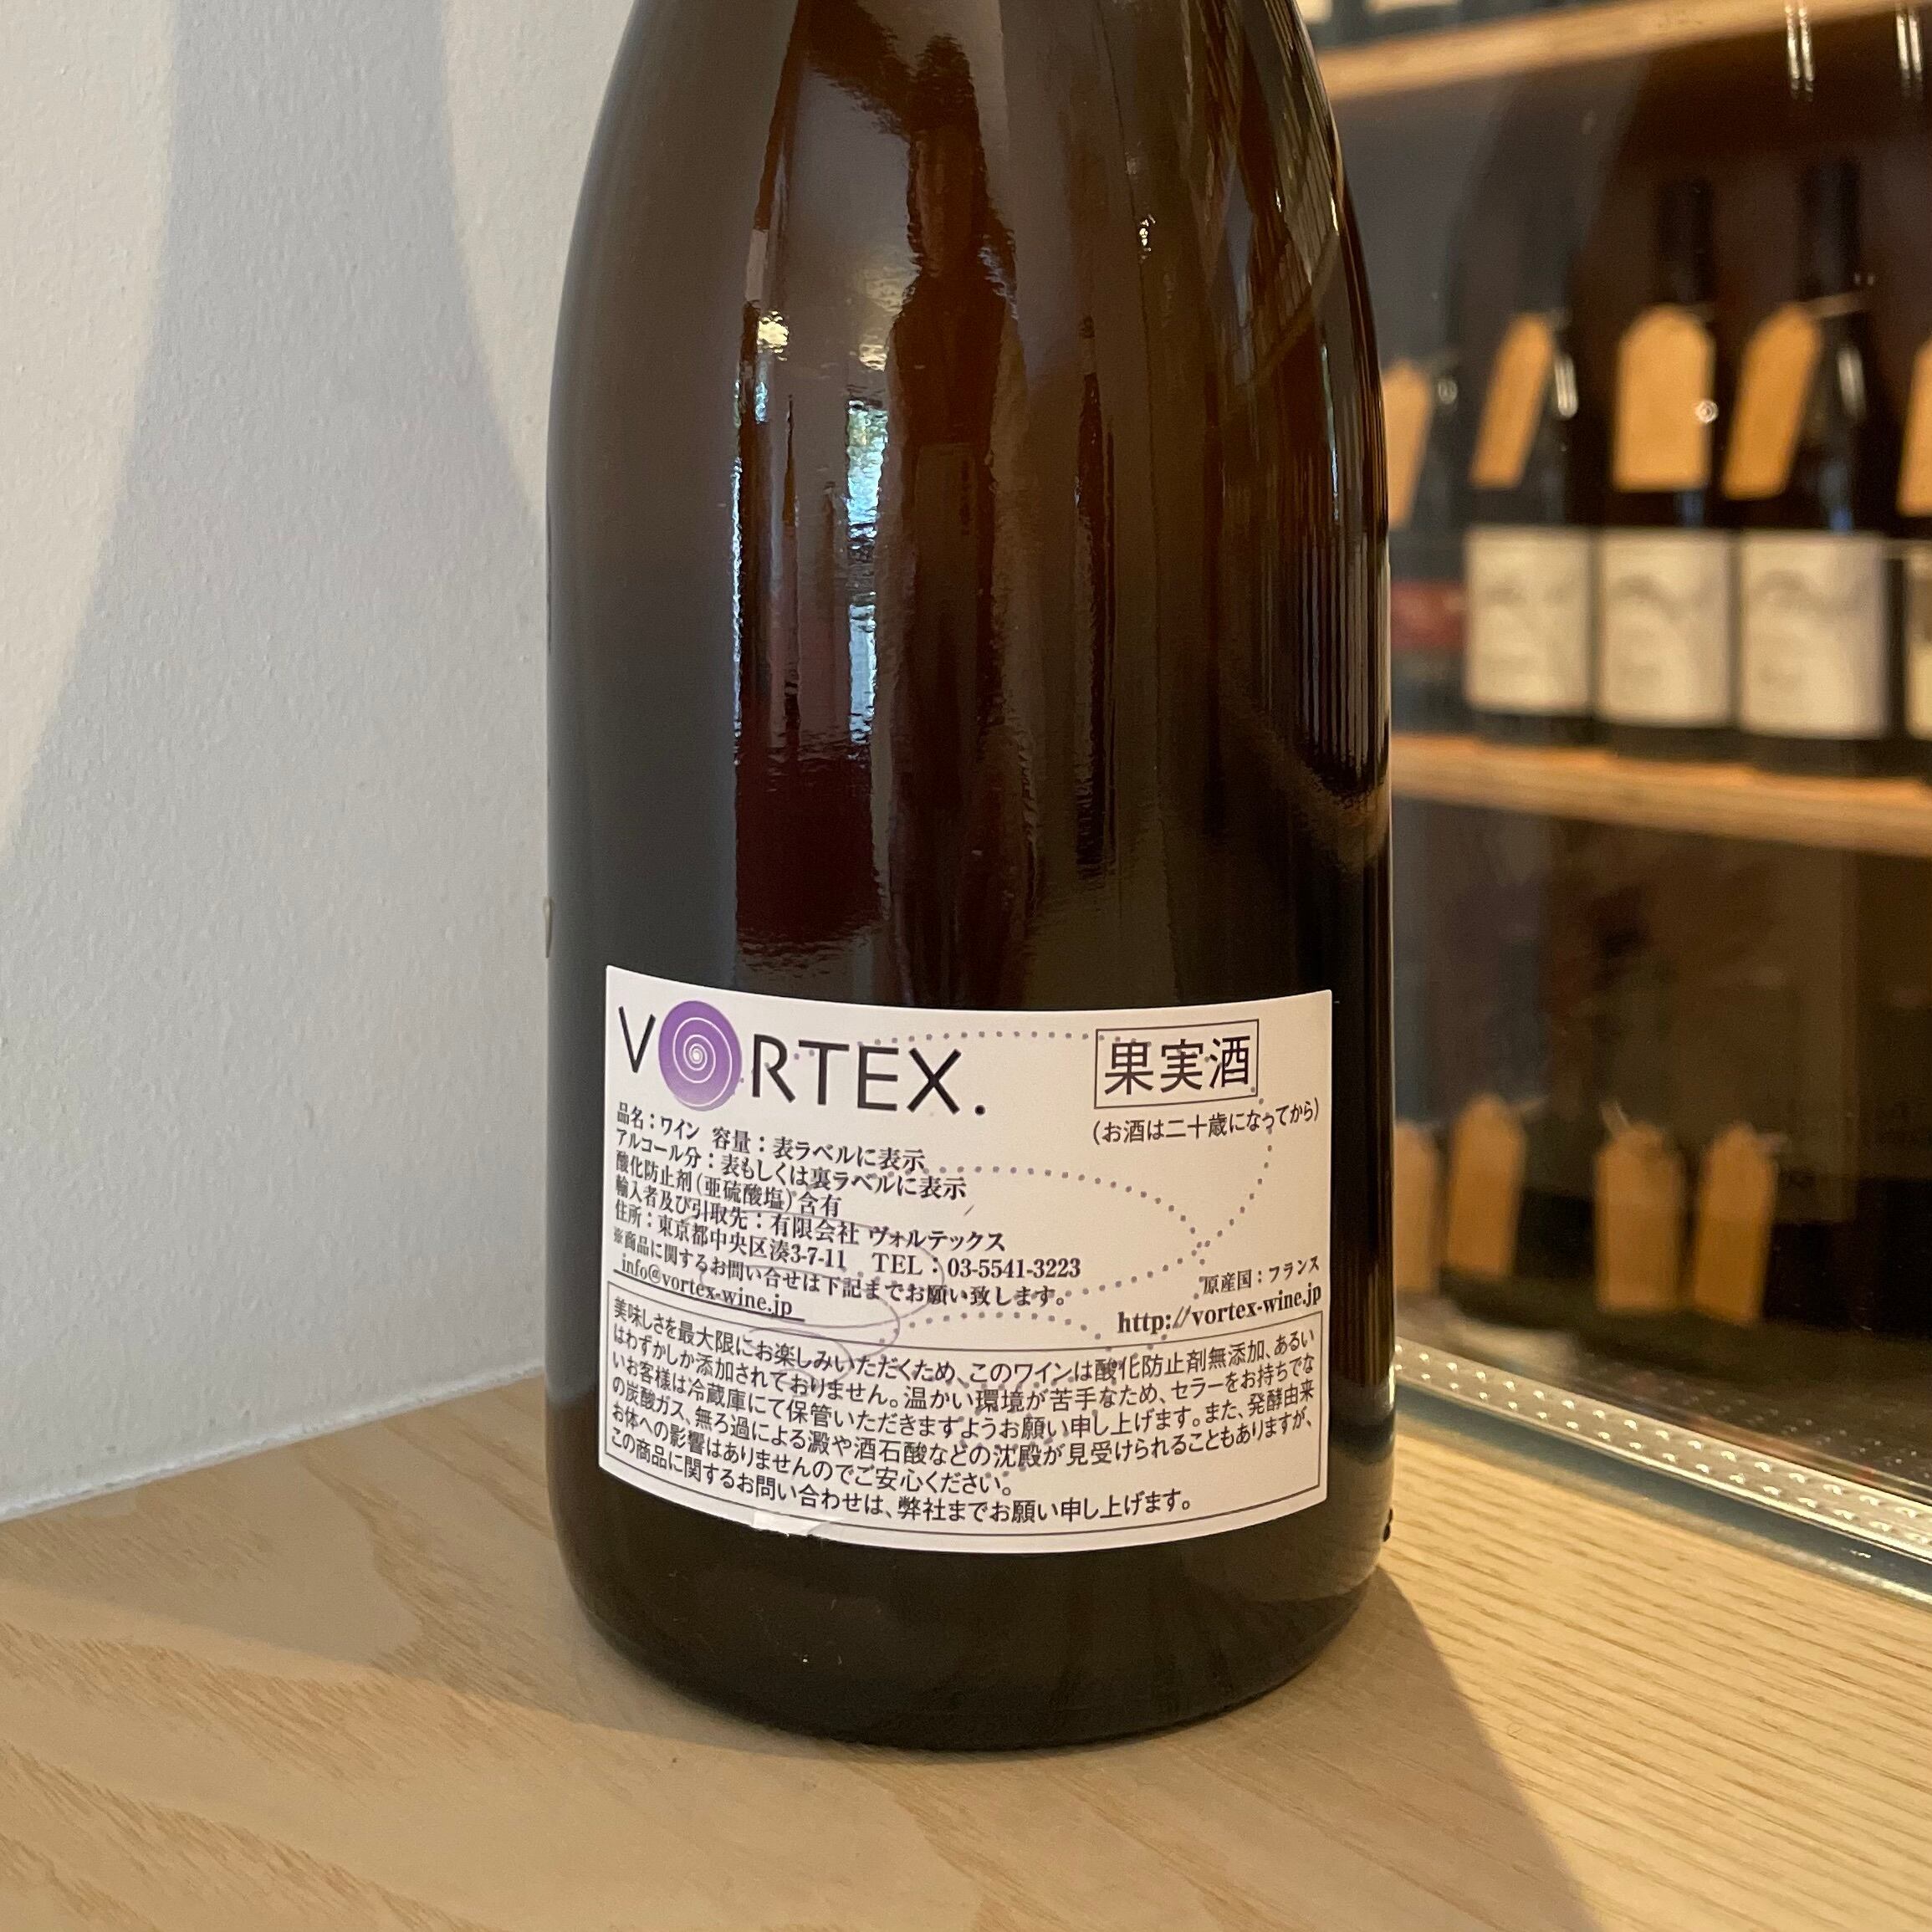 VORTEX.
果実酒
(お酒は二十歳になってから)
品名：ワイン 容量：表ラベルに表示
アルコール分：表もしくは裏ラベルに表示
酸化防止剤(亜硫酸塩)含有
輸入者及び引取先：有限会社 ヴォルテックス
住所：東京都中央区湊3-7-11 TEL：03-5541-3223
※商品に関するお問い合せは下記までお願い致します。
info@vortex-wine.jp
原産国：フランス
http://vortex-wine.jp
美味しさを最大限にお楽しみいただくため、このワインは酸化防止剤無添加、あるい
はわずかしか添加されておりません。温かい環境が苦手なため、セラーをお持ちでな
いお客様は冷蔵庫にて保管いただきますようお願い申し上げます。また、発酵由来
の炭酸ガス、無ろ過による澱や酒石酸などの沈殿が見受けられることもありますが、
お体への影響はありませんのでご安心ください。
この商品に関するお問い合わせは、弊社までお願い申し上げます。